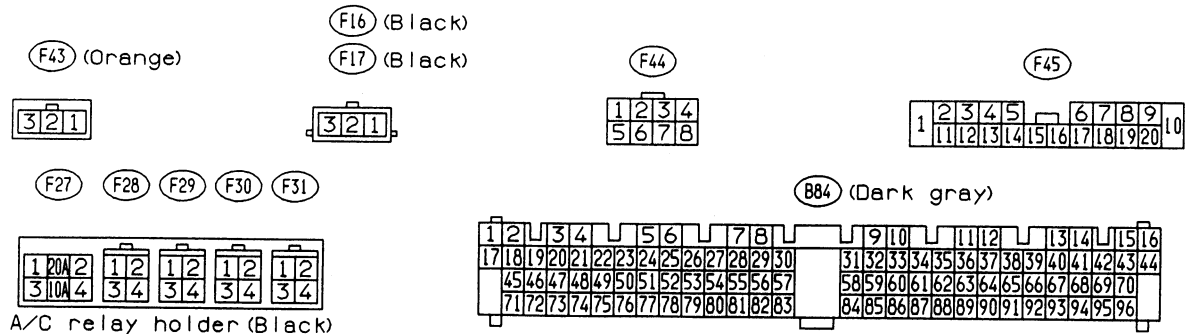 F16 (Black)
F43 (Orange)
F17 (Black)
F44
F45
3 2 1
3 2 1
1 2 3 4
5 6 7 8
1 2 3 4 5 6 7 8 9 10
11 12 13 14 15 16 17 18 19 20
F27 F28 F29 F30 F31
B84 (Dark gray)
1 20A 2 1 2 1 2 1 2 1 2
3 10A 4 3 4 3 4 3 4 3 4
A/C relay holder (Black)
1 2 3 4 5 6 7 8 9 10 11 12 13 14 15 16
17 18 19 20 21 22 23 24 25 26 27 28 29 30 31 32 33 34 35 36 37 38 39 40 41 42 43 44
45 46 47 48 49 50 51 52 53 54 55 56 57 58 59 60 61 62 63 64 65 66 67 68 69 70
71 72 73 74 75 76 77 78 79 80 81 82 83 84 85 86 87 88 89 90 91 92 93 94 95 96